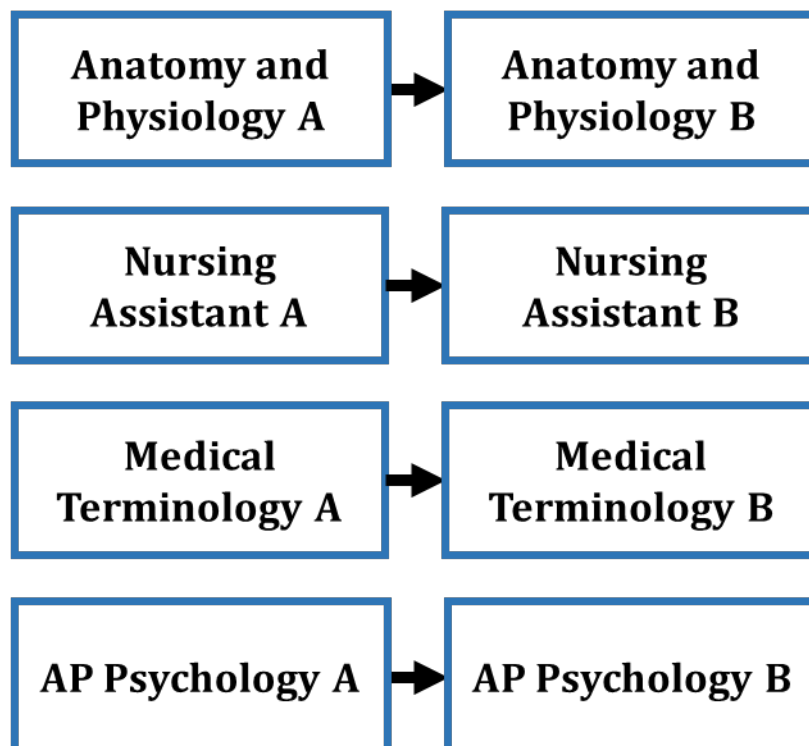 Anatomy and
Physiology A
Anatomy and
Physiology B
Nursing
Assistant A
Nursing
Assistant B
Medical
Terminology A
Medical
Terminology B
AP Psychology A
AP Psychology B